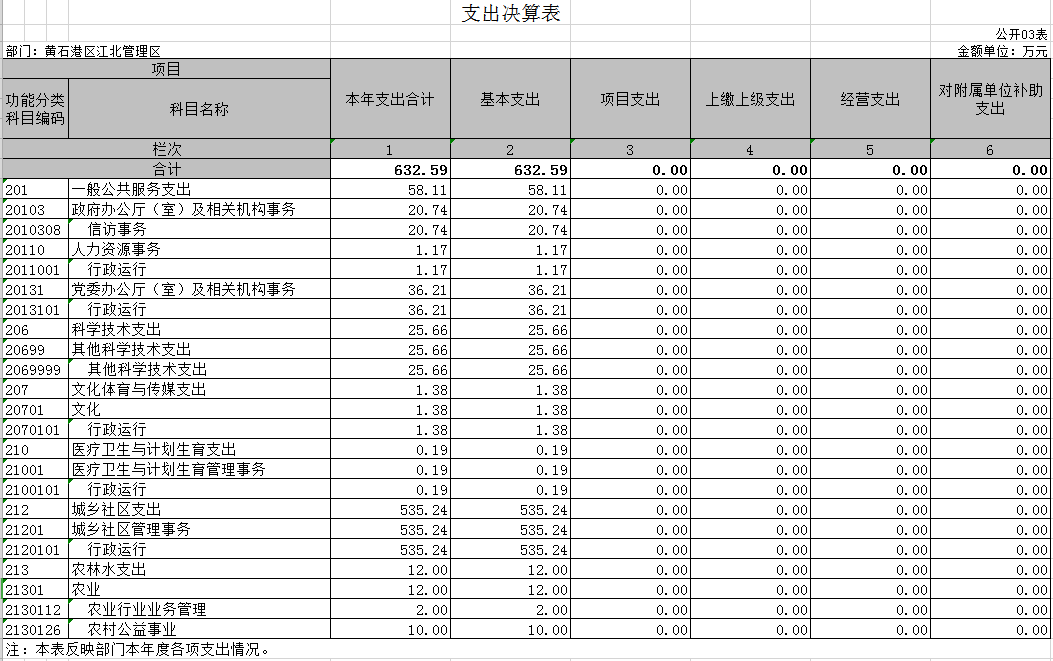 支出决算表
公开03表
部门：黄石港区江北管理区 金额单位：万元
项目 本年支出合计 基本支出 项目支出 上缴上级支出 经营支出 对附属单位补助支出
功能分类科目编码 科目名称
栏次 1 2 3 4 5 6
合计 632.59 632.59 0.00 0.00 0.00 0.00
201 一般公共服务支出 58.11 58.11 0.00 0.00 0.00 0.00
20103 政府办公厅（室）及相关机构事务 20.74 20.74 0.00 0.00 0.00 0.00
2010308 信访事务 20.74 20.74 0.00 0.00 0.00 0.00
20110 人力资源事务 1.17 1.17 0.00 0.00 0.00 0.00
2011001 行政运行 1.17 1.17 0.00 0.00 0.00 0.00
20131 党委办公厅（室）及相关机构事务 36.21 36.21 0.00 0.00 0.00 0.00
2013101 行政运行 36.21 36.21 0.00 0.00 0.00 0.00
206 科学技术支出 25.66 25.66 0.00 0.00 0.00 0.00
20699 其他科学技术支出 25.66 25.66 0.00 0.00 0.00 0.00
2069999 其他科学技术支出 25.66 25.66 0.00 0.00 0.00 0.00
207 文化体育与传媒支出 1.38 1.38 0.00 0.00 0.00 0.00
20701 文化 1.38 1.38 0.00 0.00 0.00 0.00
2070101 行政运行 1.38 1.38 0.00 0.00 0.00 0.00
210 医疗卫生与计划生育支出 0.19 0.19 0.00 0.00 0.00 0.00
21001 医疗卫生与计划生育管理事务 0.19 0.19 0.00 0.00 0.00 0.00
2100101 行政运行 0.19 0.19 0.00 0.00 0.00 0.00
212 城乡社区支出 535.24 535.24 0.00 0.00 0.00 0.00
21201 城乡社区管理事务 535.24 535.24 0.00 0.00 0.00 0.00
2120101 行政运行 535.24 535.24 0.00 0.00 0.00 0.00
213 农林水支出 12.00 12.00 0.00 0.00 0.00 0.00
21301 农业 12.00 12.00 0.00 0.00 0.00 0.00
2130112 农业行业业务管理 2.00 2.00 0.00 0.00 0.00 0.00
2130126 农村公益事业 10.00 10.00 0.00 0.00 0.00 0.00
注：本表反映部门本年度各项支出情况。